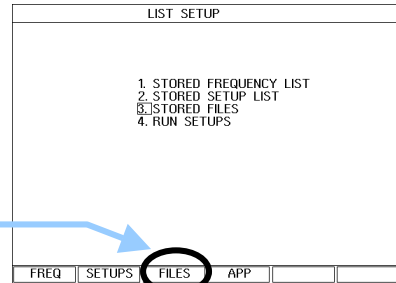 LIST SETUP
1. STORED FREQUENCY LIST
2. STORED SETUP LIST
3. STORED FILES
4. RUN SETUPS
FREQ SETUPS FILES APP